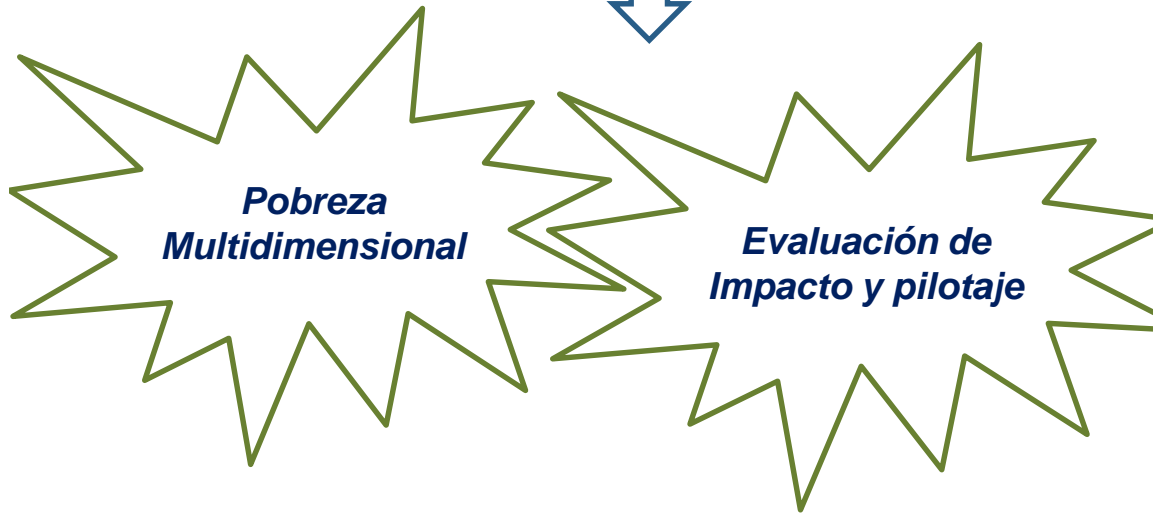 Pobreza
Multidimensional
Evaluación de
Impacto y pilotaje